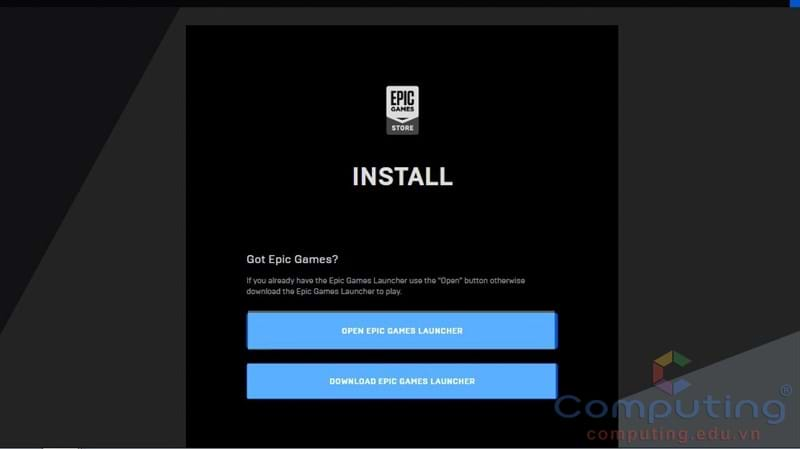 EPIC
GAMES
STORE
INSTALL
Got Epic Games?
If you already have the Epic Games Launcher use the "Open" button otherwise
download the Epic Games Launcher to play.
OPEN EPIC GAMES LAUNCHER
DOWNLOAD EPIC GAMES LAUNCHER
Computing®
computing.edu.vn